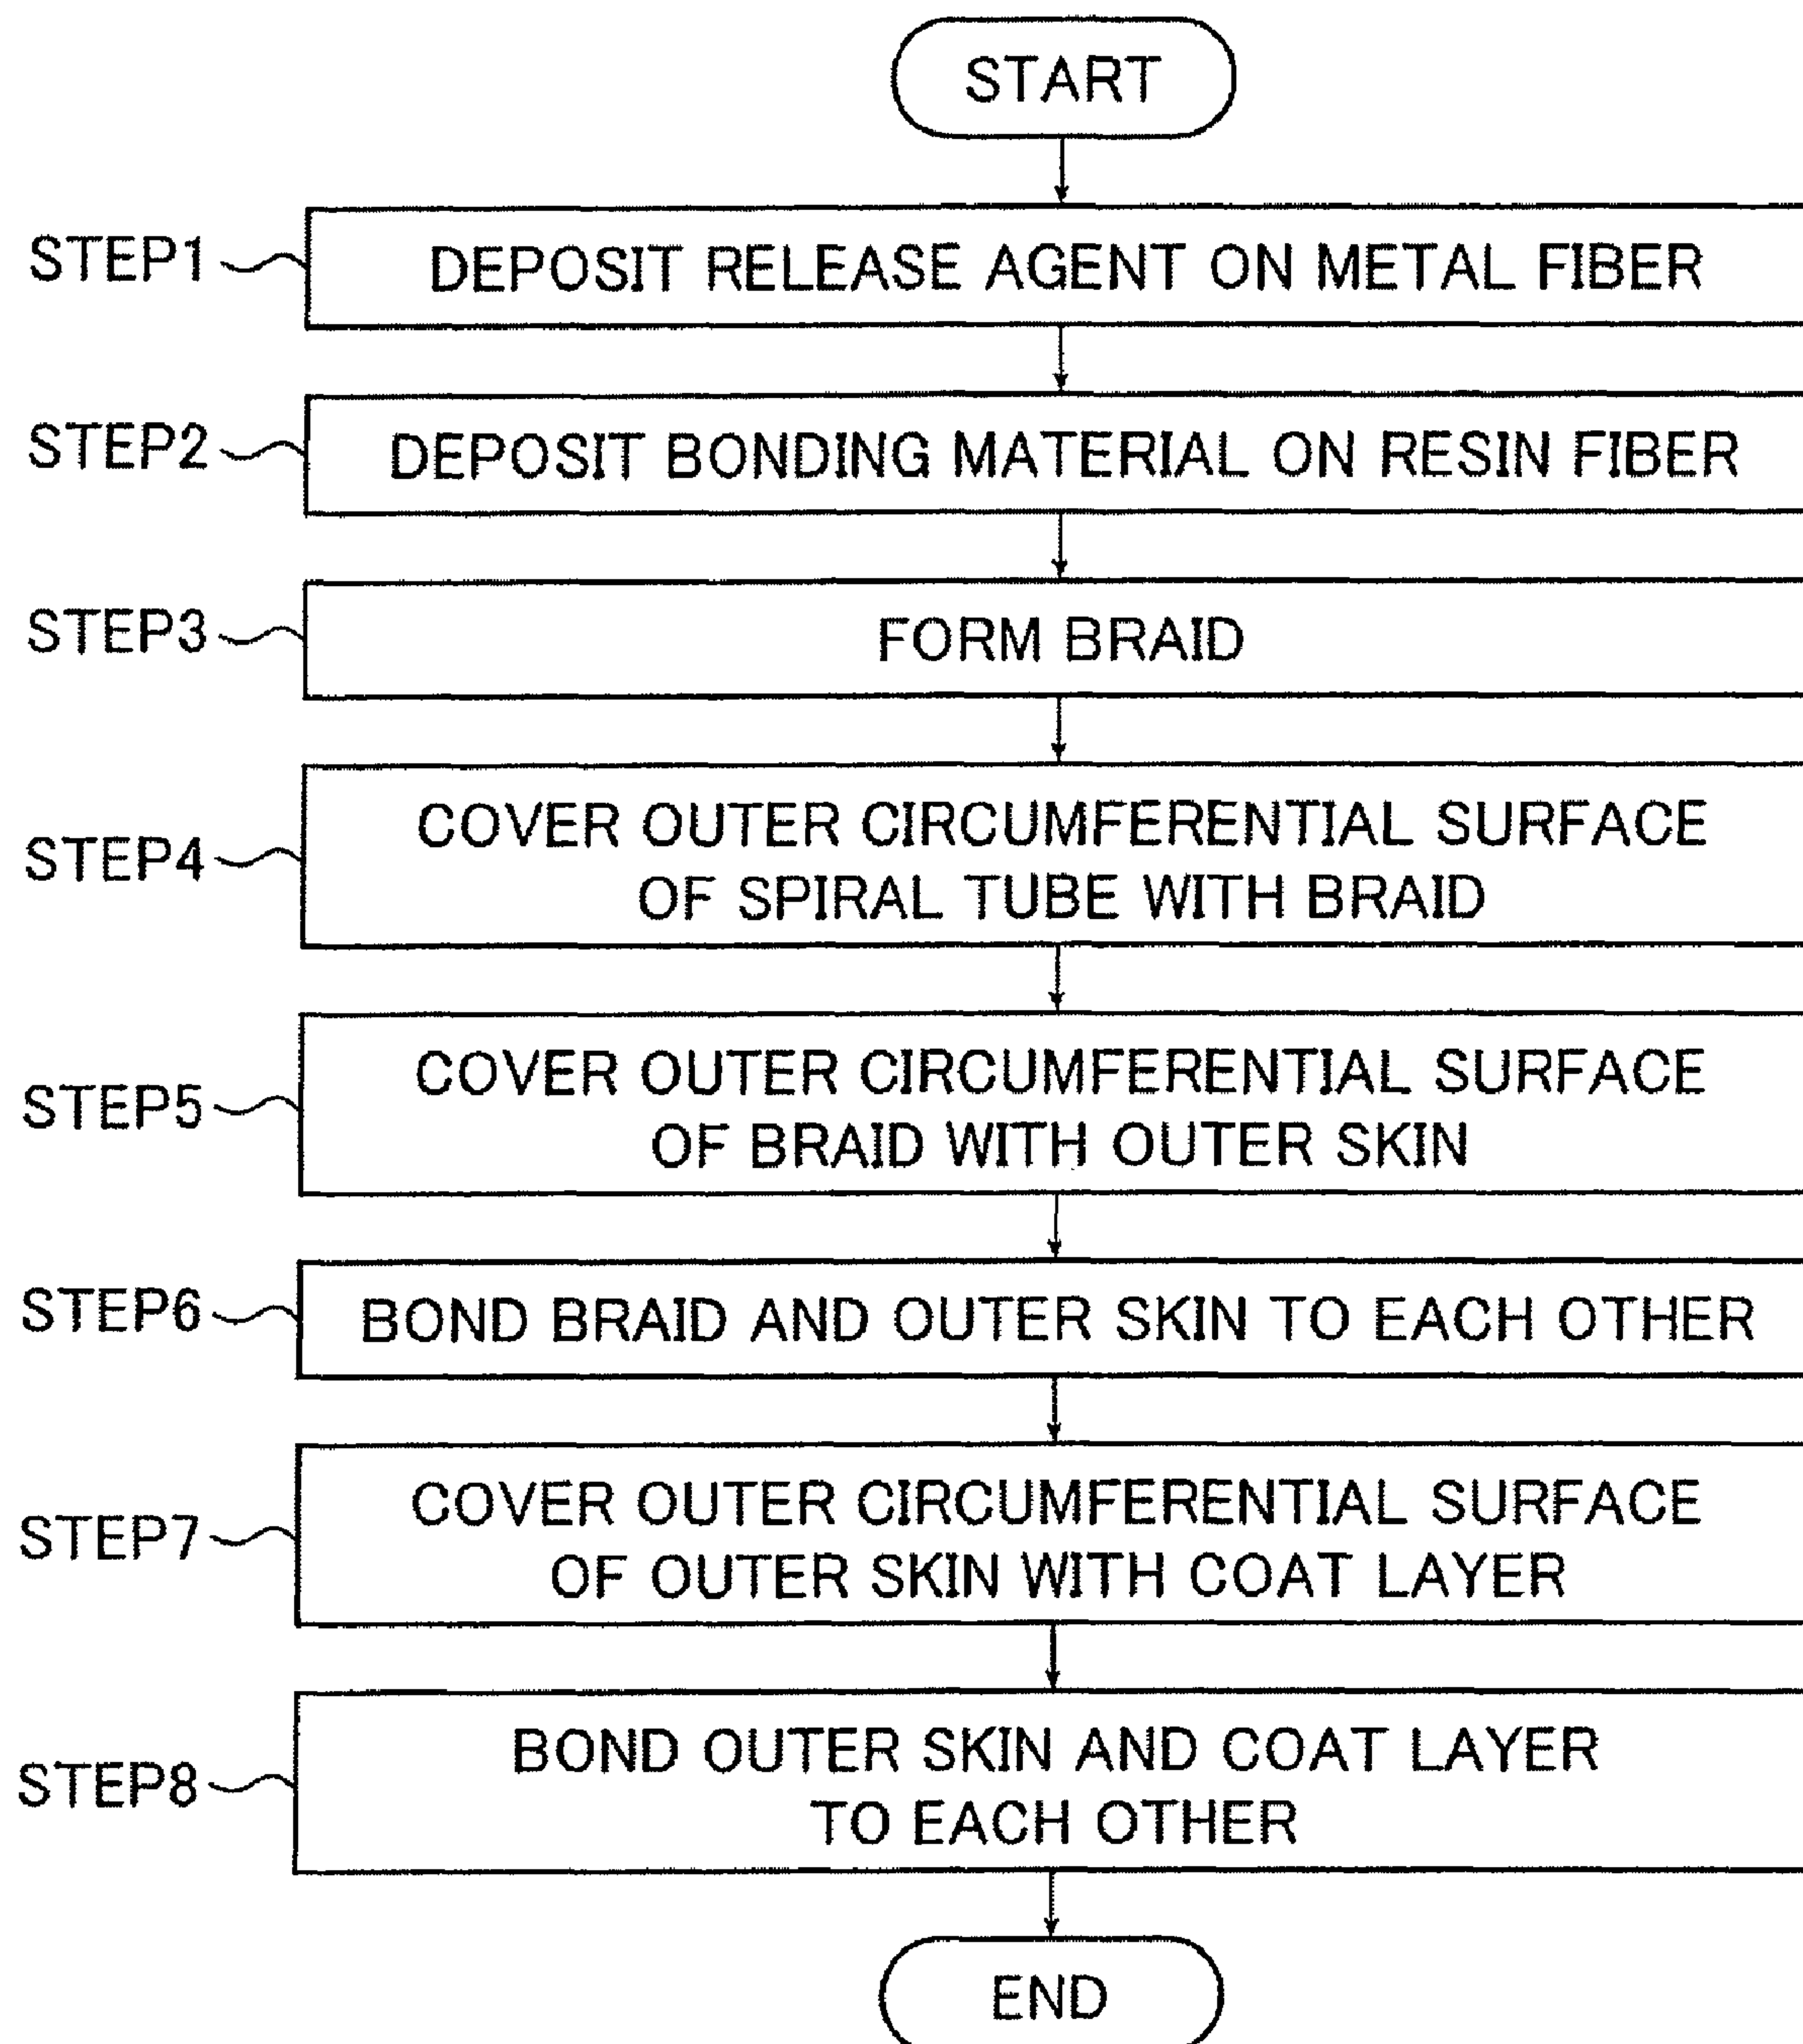 START
STEP1
DEPOSIT RELEASE AGENT ON METAL FIBER
STEP2
DEPOSIT BONDING MATERIAL ON RESIN FIBER
STEP3
FORM BRAID
STEP4
COVER OUTER CIRCUMFERENTIAL SURFACE
OF SPIRAL TUBE WITH BRAID
STEP5
COVER OUTER CIRCUMFERENTIAL SURFACE
OF BRAID WITH OUTER SKIN
STEP6
BOND BRAID AND OUTER SKIN TO EACH OTHER
STEP7
COVER OUTER CIRCUMFERENTIAL SURFACE
OF OUTER SKIN WITH COAT LAYER
STEP8
BOND OUTER SKIN AND COAT LAYER
TO EACH OTHER
END